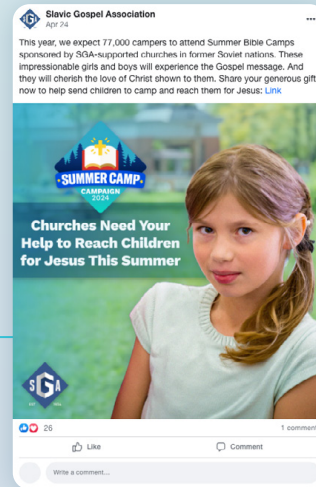 Slavic Gospel Association
Apr 24
...
This year, we expect 77,000 campers to attend Summer Bible Camps
sponsored by SGA-supported churches in former Soviet nations. These
impressionable girls and boys will experience the Gospel message. And
they will cherish the love of Christ shown to them. Share your generous gift
now to help send children to camp and reach them for Jesus: Link
SUMMER CAMP
CAMPAIGN
2024
Churches Need Your
Help to Reach Children
for Jesus This Summer
SGA
26
1 comment
Like
Comment
Write a comment...